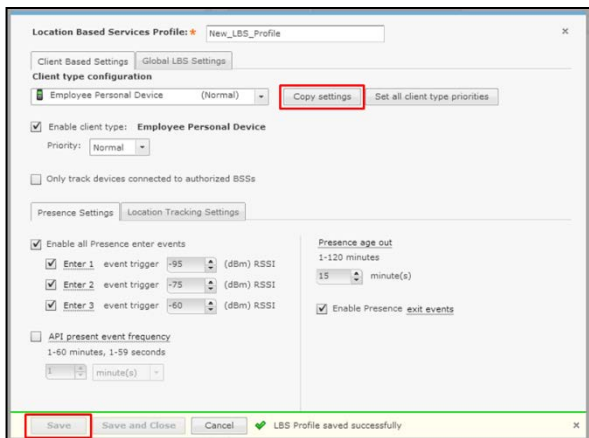 Location Based Services Profile: * New_LBS_Profile x
Client Based Settings Global LBS Settings
Client type configuration
Employee Personal Device (Normal) Copy settings Set all client type priorities
Enable client type: Employee Personal Device
Priority: Normal
Only track devices connected to authorized BSSs
Presence Settings Location Tracking Settings
Enable all Presence enter events
Enter 1 event trigger -95 (dBm) RSSI
Enter 2 event trigger -75 (dBm) RSSI
Enter 3 event trigger -60 (dBm) RSSI
API present event frequency
1-60 minutes, 1-59 seconds
1 minute(s)
Presence age out
1-120 minutes
15 minute(s)
Enable Presence exit events
Save Save and Close Cancel LBS Profile saved successfully x